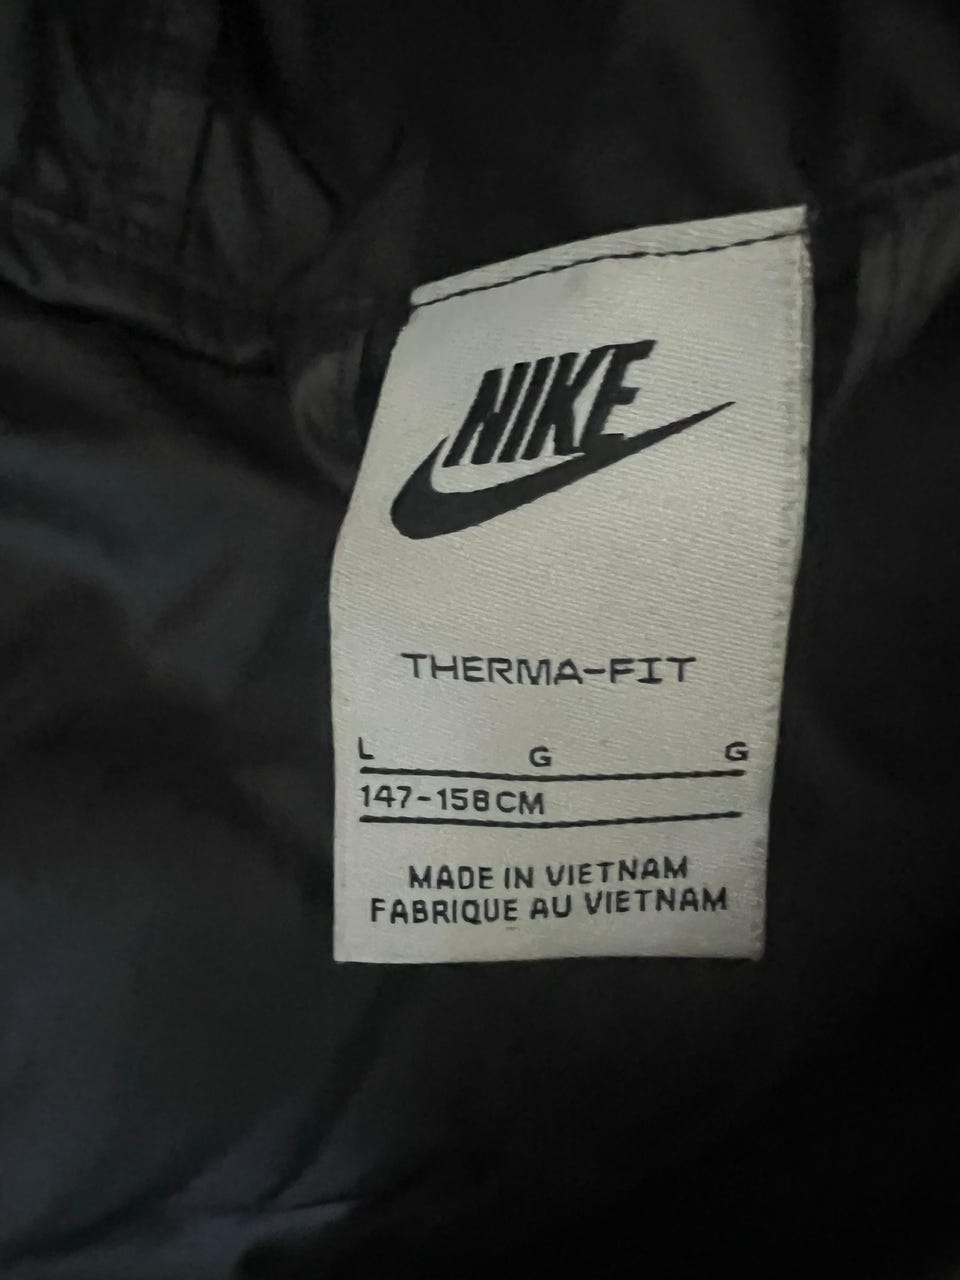 NIKE
THERMA-FIT
L G G
147-158CM
MADE IN VIETNAM
FABRIQUE AU VIETNAM